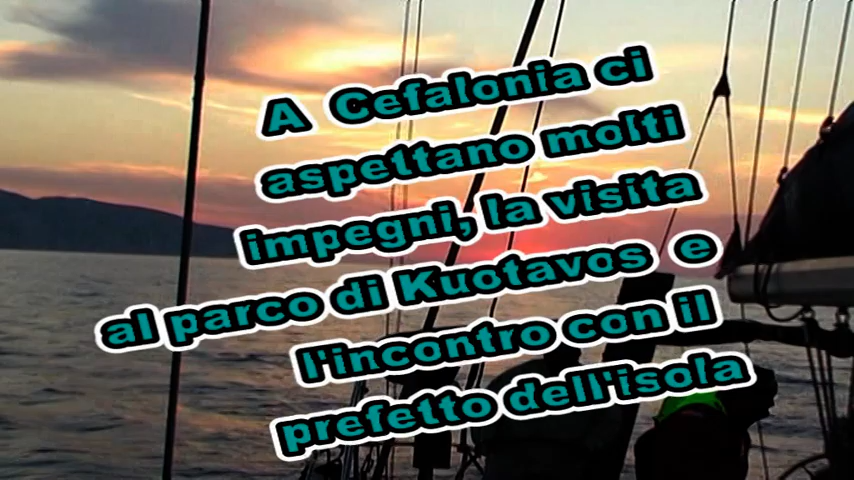 A Cefalonia ci
aspettano molti
impegni, la visita
al parco di Kuotavos e
l'incontro con il
prefetto dell'isola